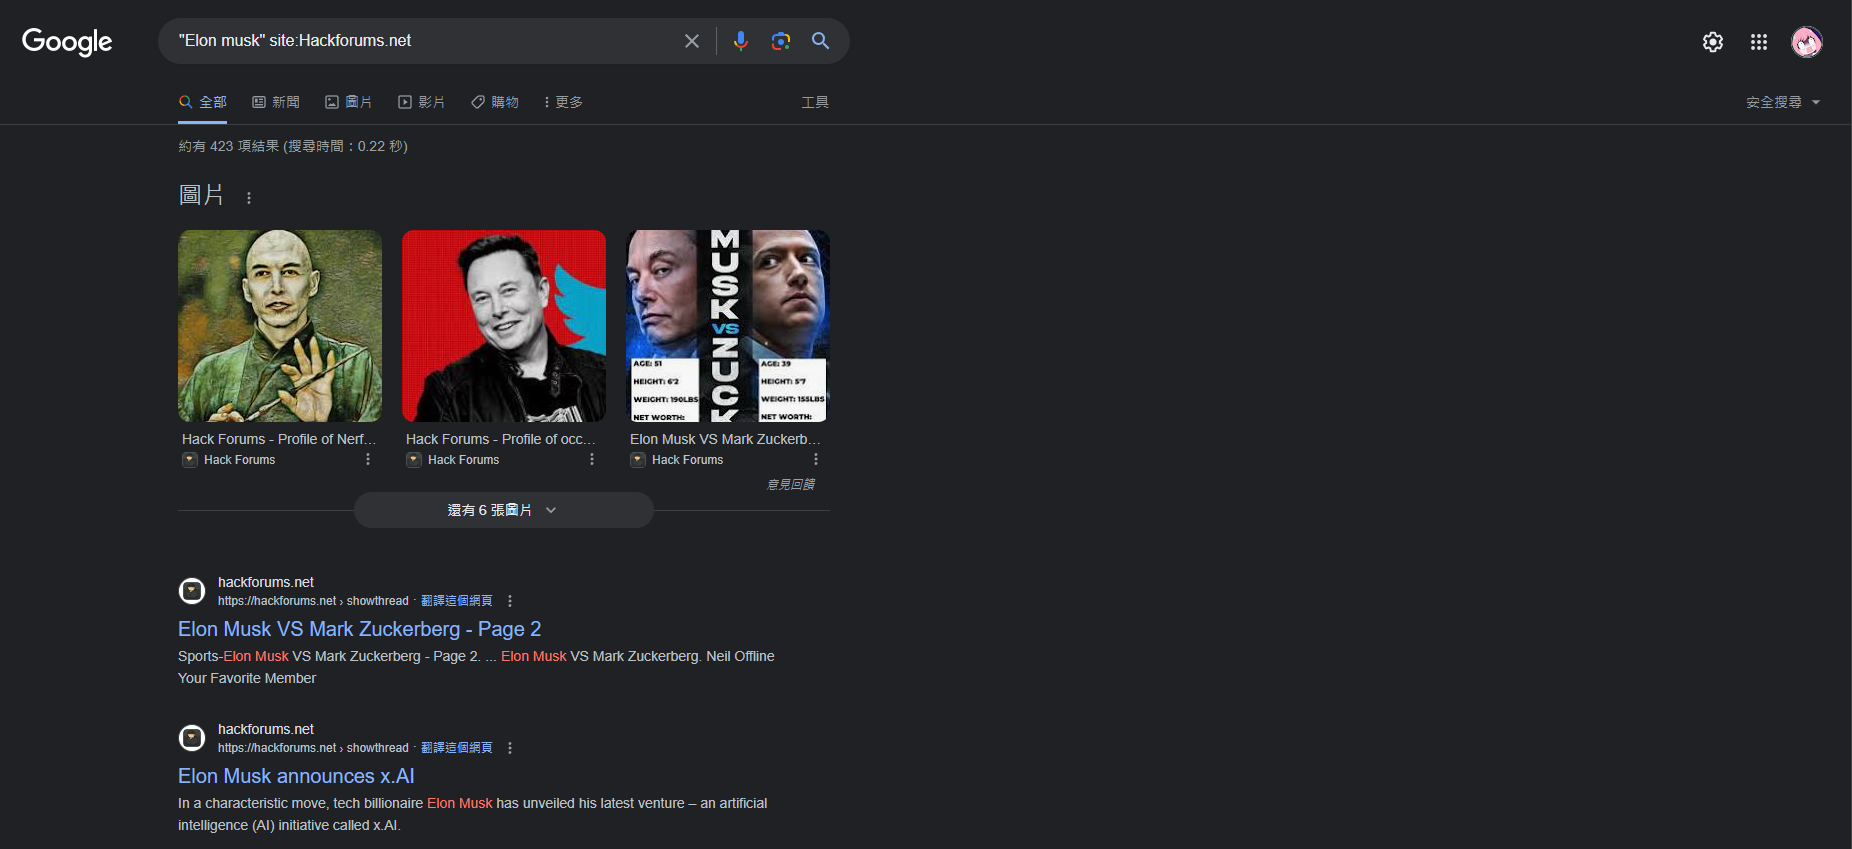 Google
"Elon musk" site:Hackforums.net
全部
新聞
圖片
影片
購物
更多
工具
安全搜尋
約有 423 項結果 (搜尋時間：0.22 秒)
圖片
MUSK
VS
ZUCK
AGE: 51
HEIGHT: 6'2
WEIGHT: 190LBS
NET WORTH:
AGE: 39
HEIGHT: 5'7
WEIGHT: 155LBS
NET WORTH:
Hack Forums - Profile of Nerf...
Hack Forums
Hack Forums - Profile of occ...
Hack Forums
Elon Musk VS Mark Zuckerb...
Hack Forums
意見回饋
還有 6 張圖片
hackforums.net
https://hackforums.net › showthread · 翻譯這個網頁
Elon Musk VS Mark Zuckerberg - Page 2
Sports-Elon Musk VS Mark Zuckerberg - Page 2. ... Elon Musk VS Mark Zuckerberg. Neil Offline
Your Favorite Member
hackforums.net
https://hackforums.net › showthread · 翻譯這個網頁
Elon Musk announces x.AI
In a characteristic move, tech billionaire Elon Musk has unveiled his latest venture – an artificial
intelligence (AI) initiative called x.AI.